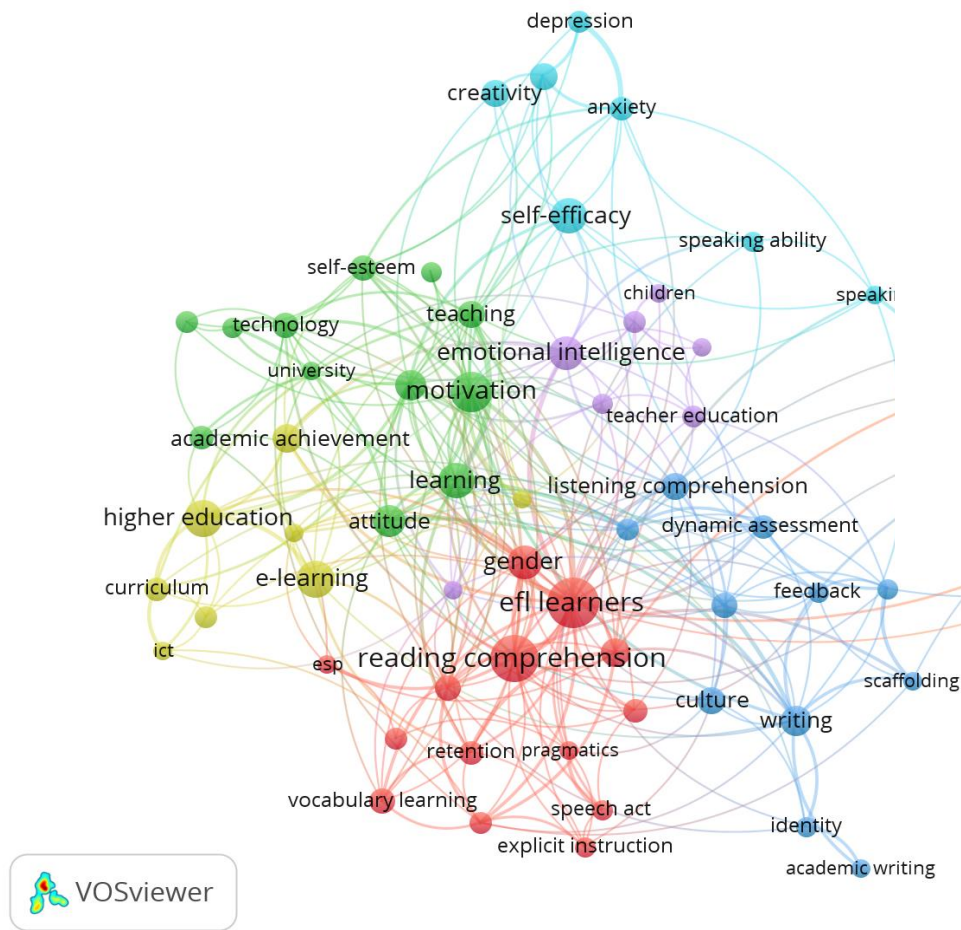 depression
creativity
anxiety
self-efficacy
speaking ability
self-esteem
children
speakin
teaching
technology
emotional intelligence
university
motivation
teacher education
academic achievement
learning
listening comprehension
higher education
attitude
dynamic assessment
gender
e-learning
curriculum
feedback
efl learners
ict
esp
reading comprehension
scaffolding
culture
writing
retention
pragmatics
vocabulary learning
speech act
identity
explicit instruction
academic writing
VOSviewer